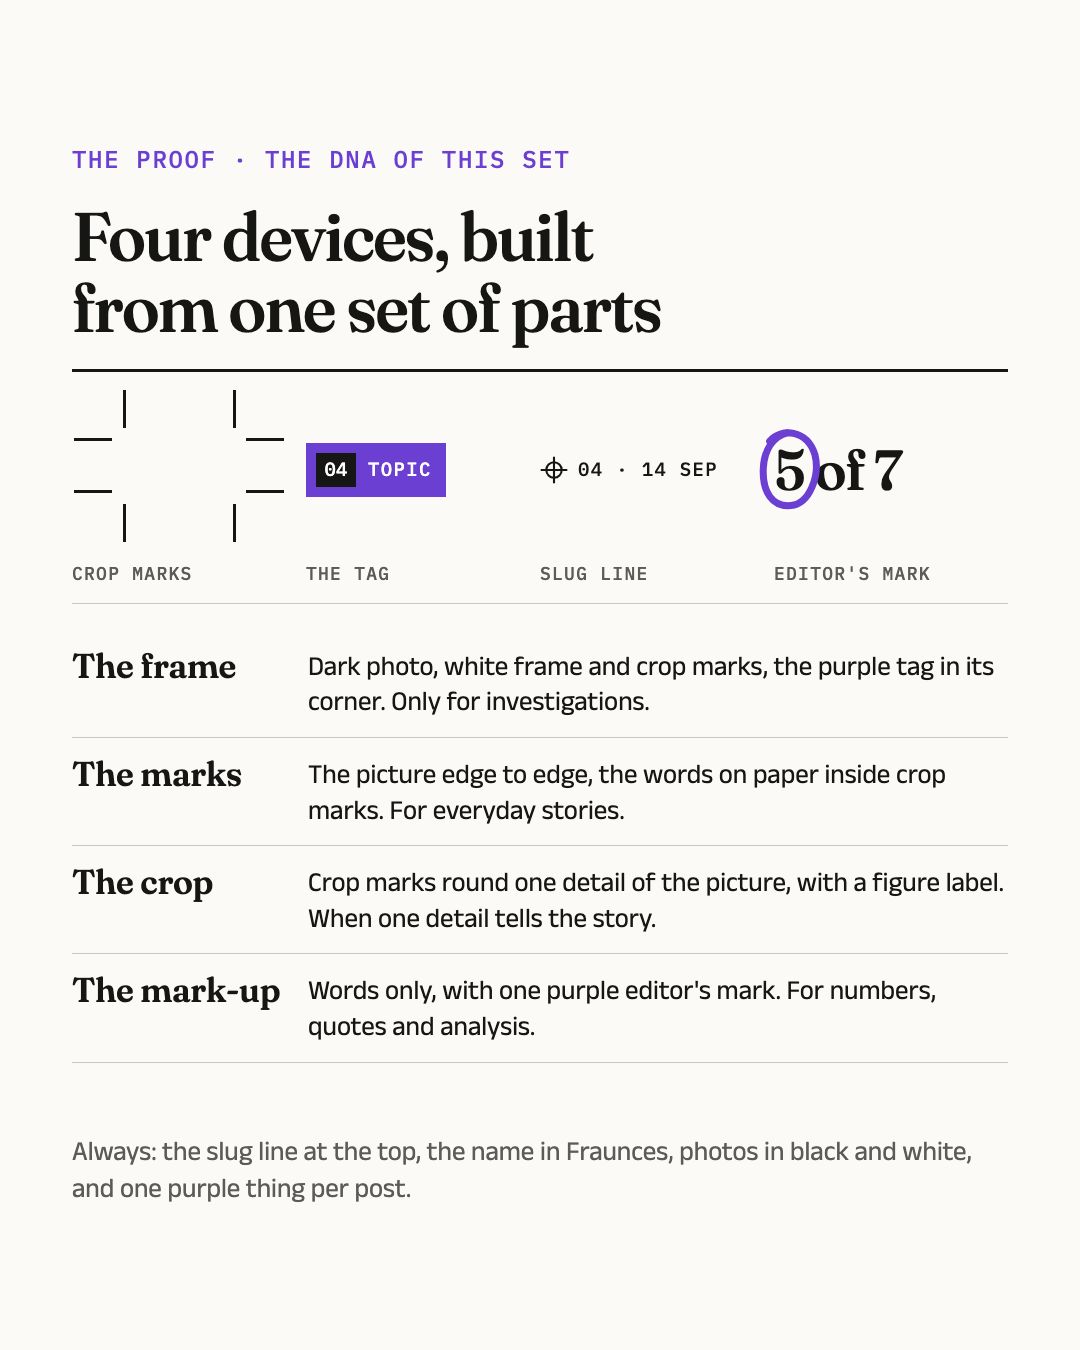 THE PROOF · THE DNA OF THIS SET
Four devices, built
from one set of parts
04 TOPIC
04 · 14 SEP
5 of 7
CROP MARKS
THE TAG
SLUG LINE
EDITOR'S MARK
The frame
Dark photo, white frame and crop marks, the purple tag in its
corner. Only for investigations.
The marks
The picture edge to edge, the words on paper inside crop
marks. For everyday stories.
The crop
Crop marks round one detail of the picture, with a figure label.
When one detail tells the story.
The mark-up
Words only, with one purple editor's mark. For numbers,
quotes and analysis.
Always: the slug line at the top, the name in Fraunces, photos in black and white,
and one purple thing per post.